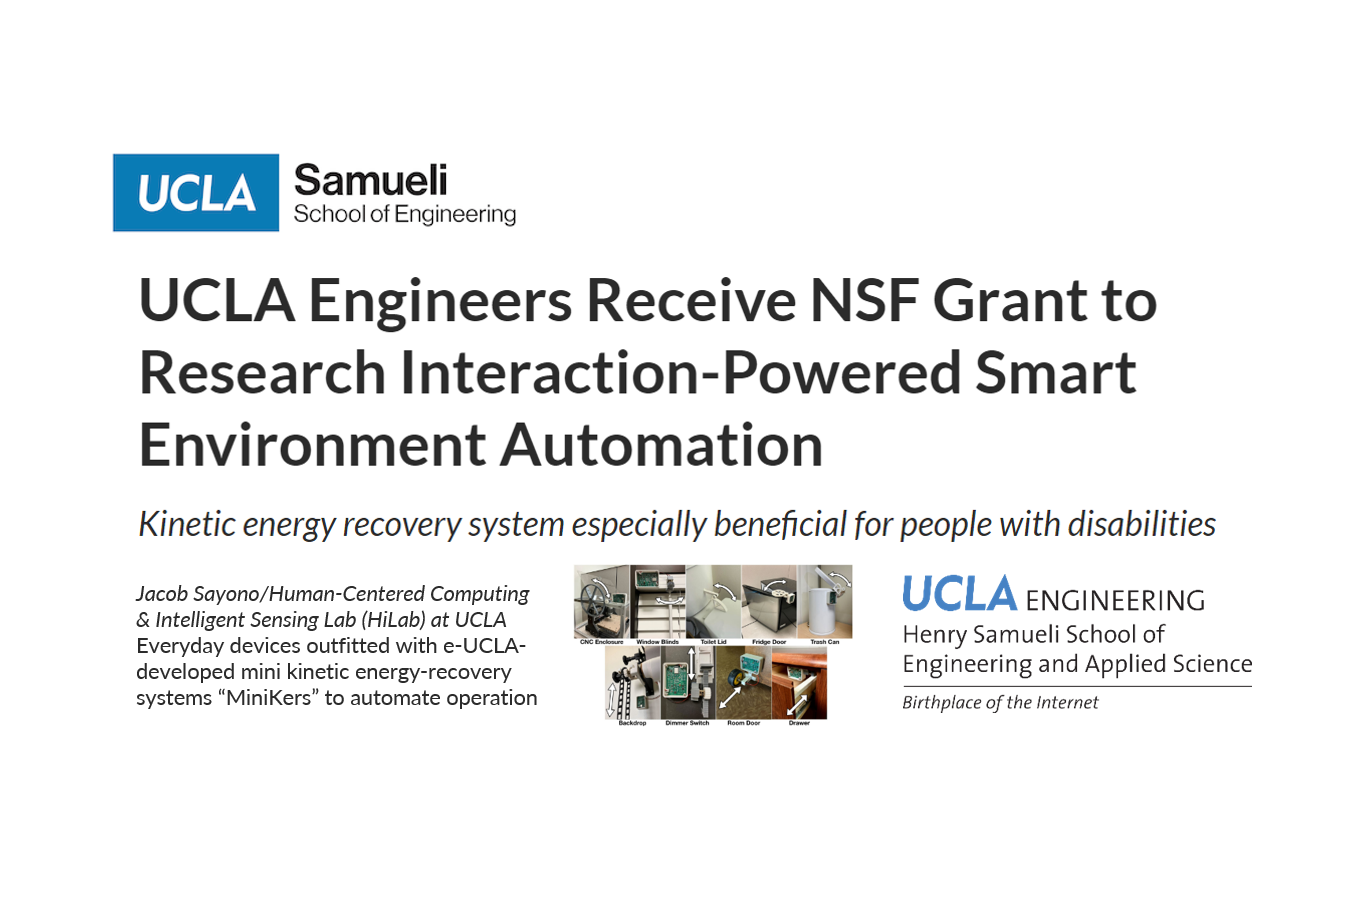 UCLA
Samueli
School of Engineering
UCLA Engineers Receive NSF Grant to
Research Interaction-Powered Smart
Environment Automation
Kinetic energy recovery system especially beneficial for people with disabilities
Jacob Sayono/Human-Centered Computing
& Intelligent Sensing Lab (HiLab) at UCLA
Everyday devices outfitted with e-UCLA-
developed mini kinetic energy-recovery
systems “MiniKers” to automate operation
CNC Enclosure Window Blinds Toilet Lid Fridge Door Trash Can
Backdrop Dimmer Switch Room Door Drawer
UCLA ENGINEERING
Henry Samueli School of
Engineering and Applied Science
Birthplace of the Internet